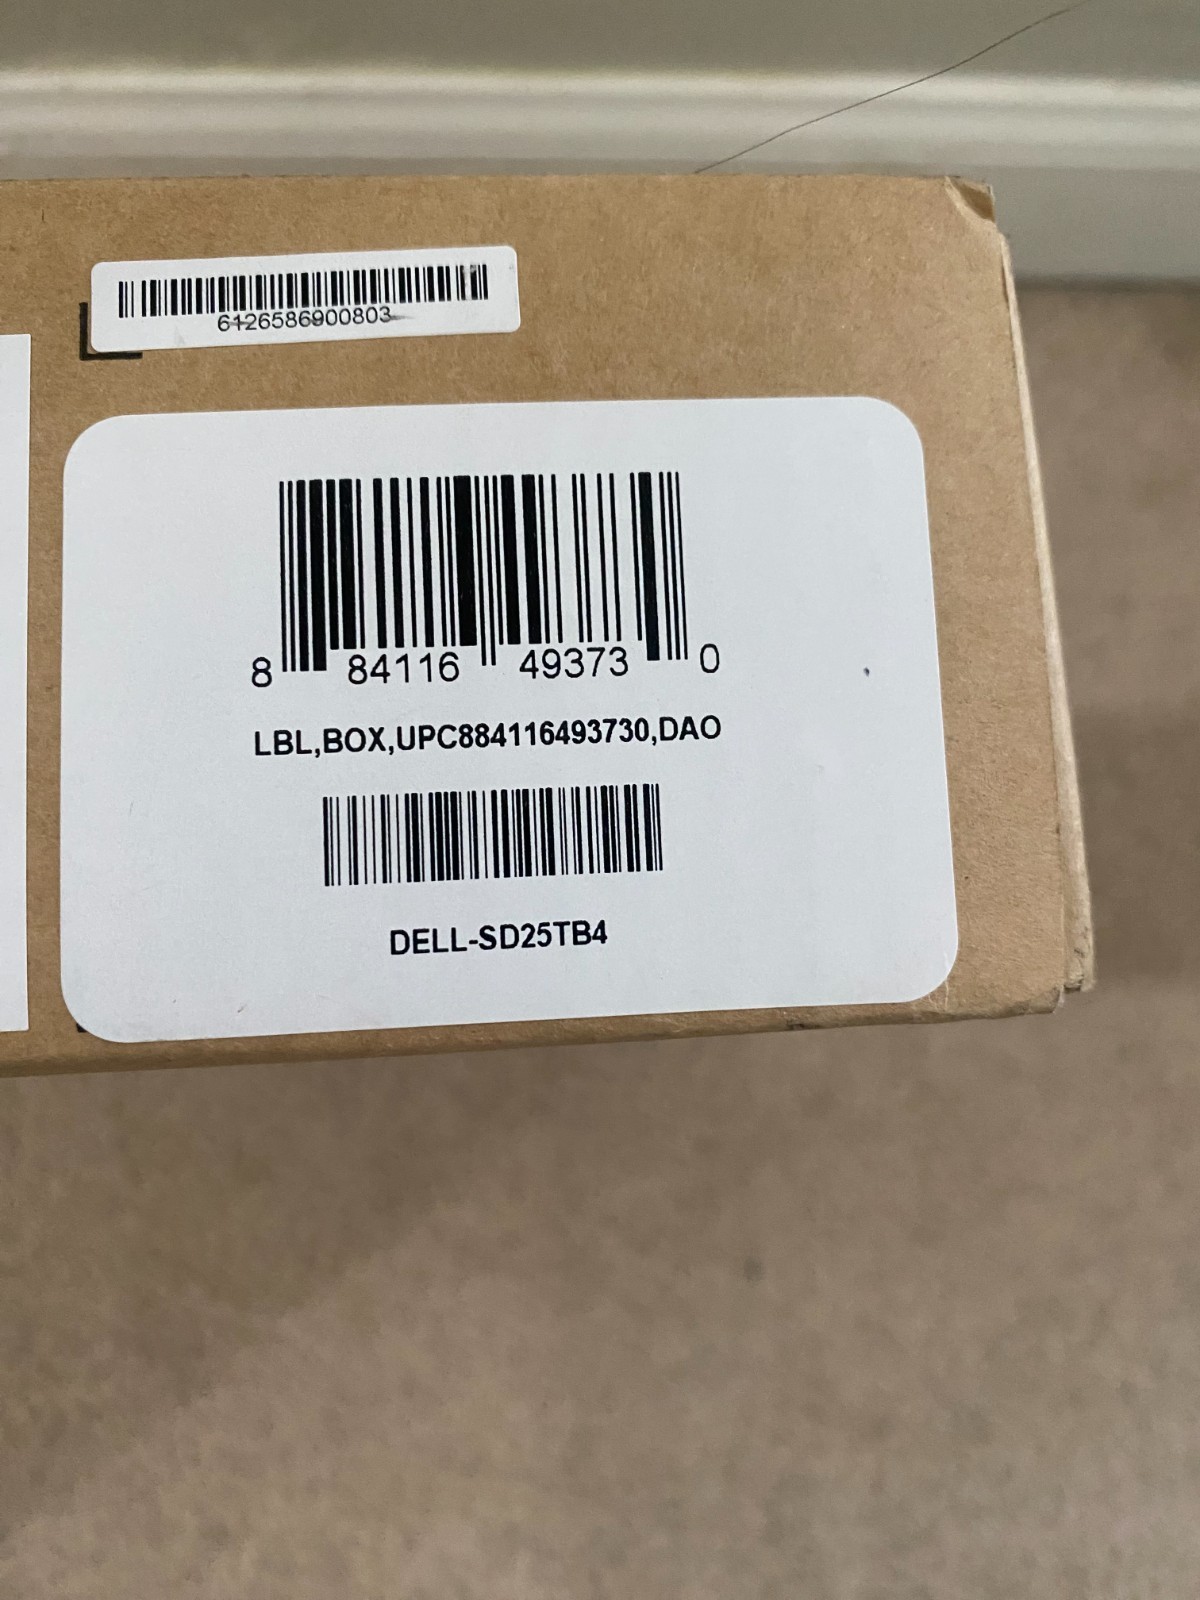 6126586900803
8 84116 49373 0
LBL,BOX,UPC884116493730,DAO
DELL-SD25TB4